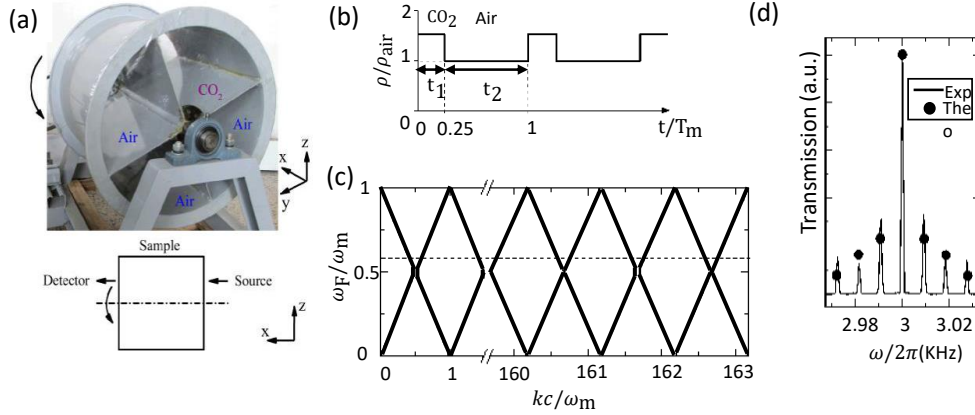 (a)
CO₂
Air
Air
Air
x
y
z
Sample
Detector
Source
x
z
(b)
2
CO₂
Air
ρ/ρair
1
t₁
t₂
0
0
0.25
1
t/Tm
(c)
1
ωF/ωm
0.5
0
0
1
160
161
162
163
kc/ωm
(d)
Transmission (a.u.)
Exp
The
o
2.98
3
3.02
ω/2π(KHz)